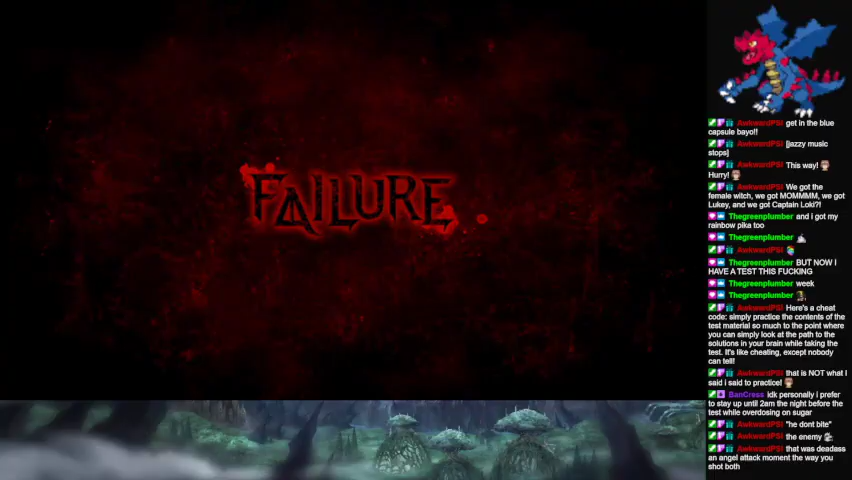 FAILURE
AwkwardPSI get in the blue
capsule bayo!!
AwkwardPSI [jazzy music
stops]
AwkwardPSI This way!
Hurry!
AwkwardPSI We got the
female witch, we got MOMMMM, we got
Lukey, and we got Captain Loki?!
Thegreenplumber and i got my
rainbow pika too
Thegreenplumber
AwkwardPSI
Thegreenplumber BUT NOW I
HAVE A TEST THIS FUCKING
Thegreenplumber week
Thegreenplumber
AwkwardPSI Here's a cheat
code: simply practice the contents of the
test material so much to the point where
you can simply look at the path to the
solutions in your brain while taking the
test. It's like cheating, except nobody
can tell!
AwkwardPSI that is NOT what I
said i said to practice!
BanCress Idk personally i prefer
to stay up until 2am the night before the
test while overdosing on sugar
AwkwardPSI "he dont bite"
AwkwardPSI the enemy
AwkwardPSI that was deadass
an angel attack moment the way you
shot both